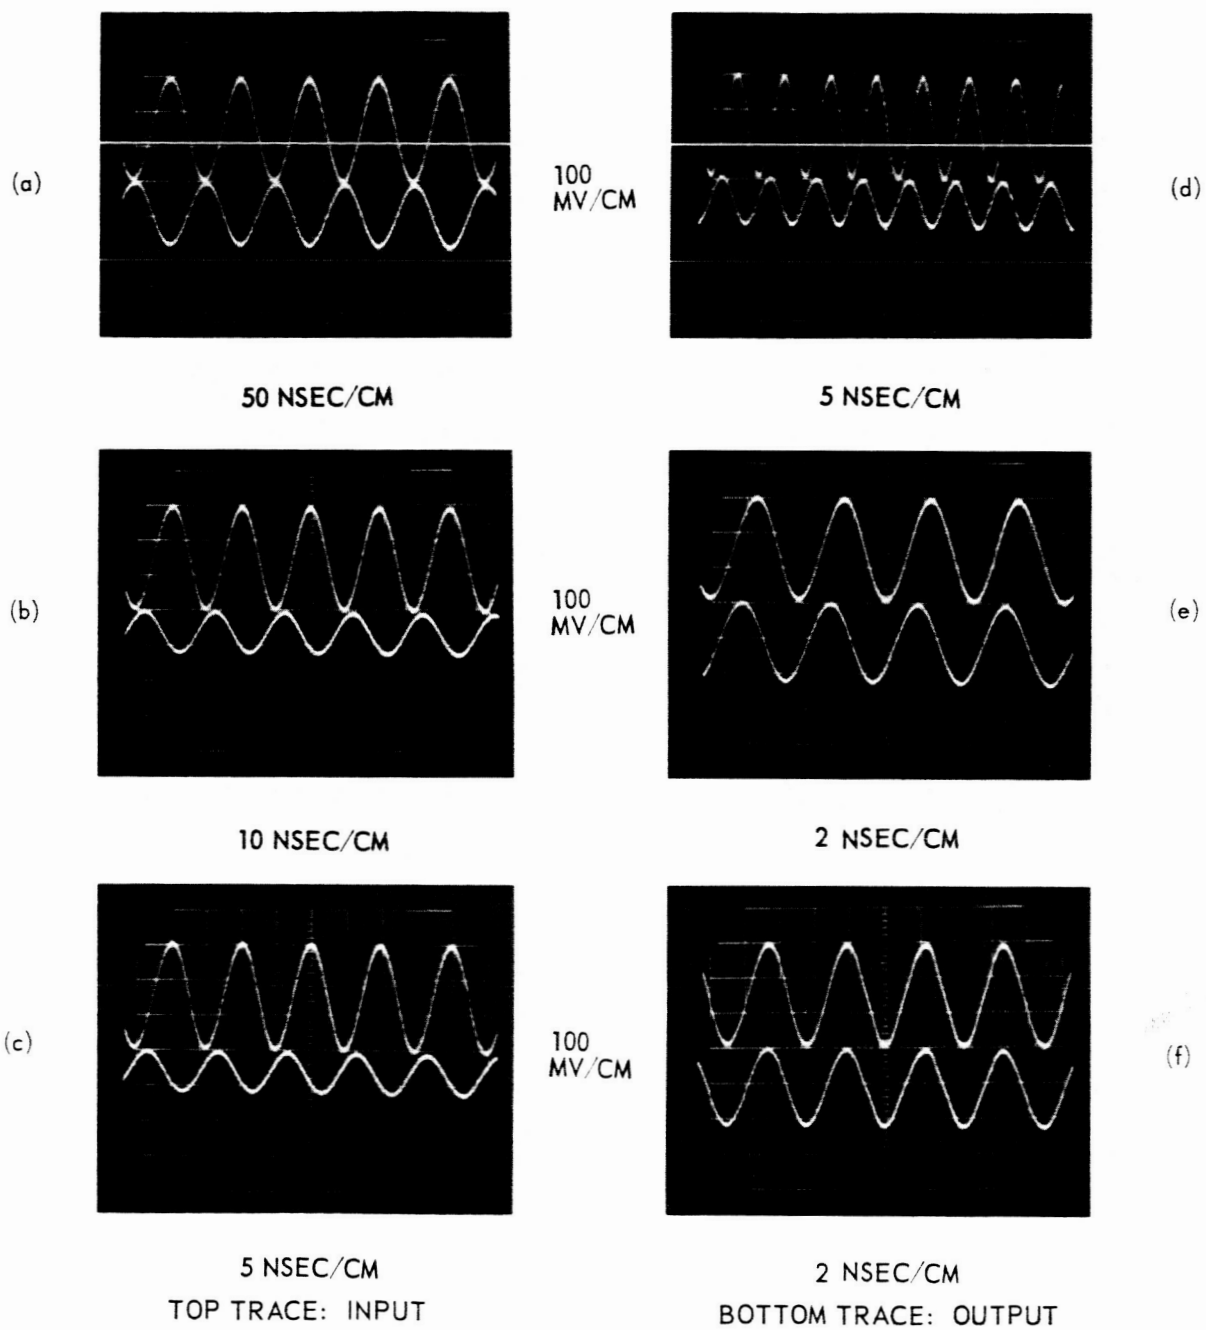 (a)
100
MV/CM
(d)
50 NSEC/CM
5 NSEC/CM
(b)
100
MV/CM
(e)
10 NSEC/CM
2 NSEC/CM
(c)
100
MV/CM
(f)
5 NSEC/CM
2 NSEC/CM
TOP TRACE: INPUT
BOTTOM TRACE: OUTPUT